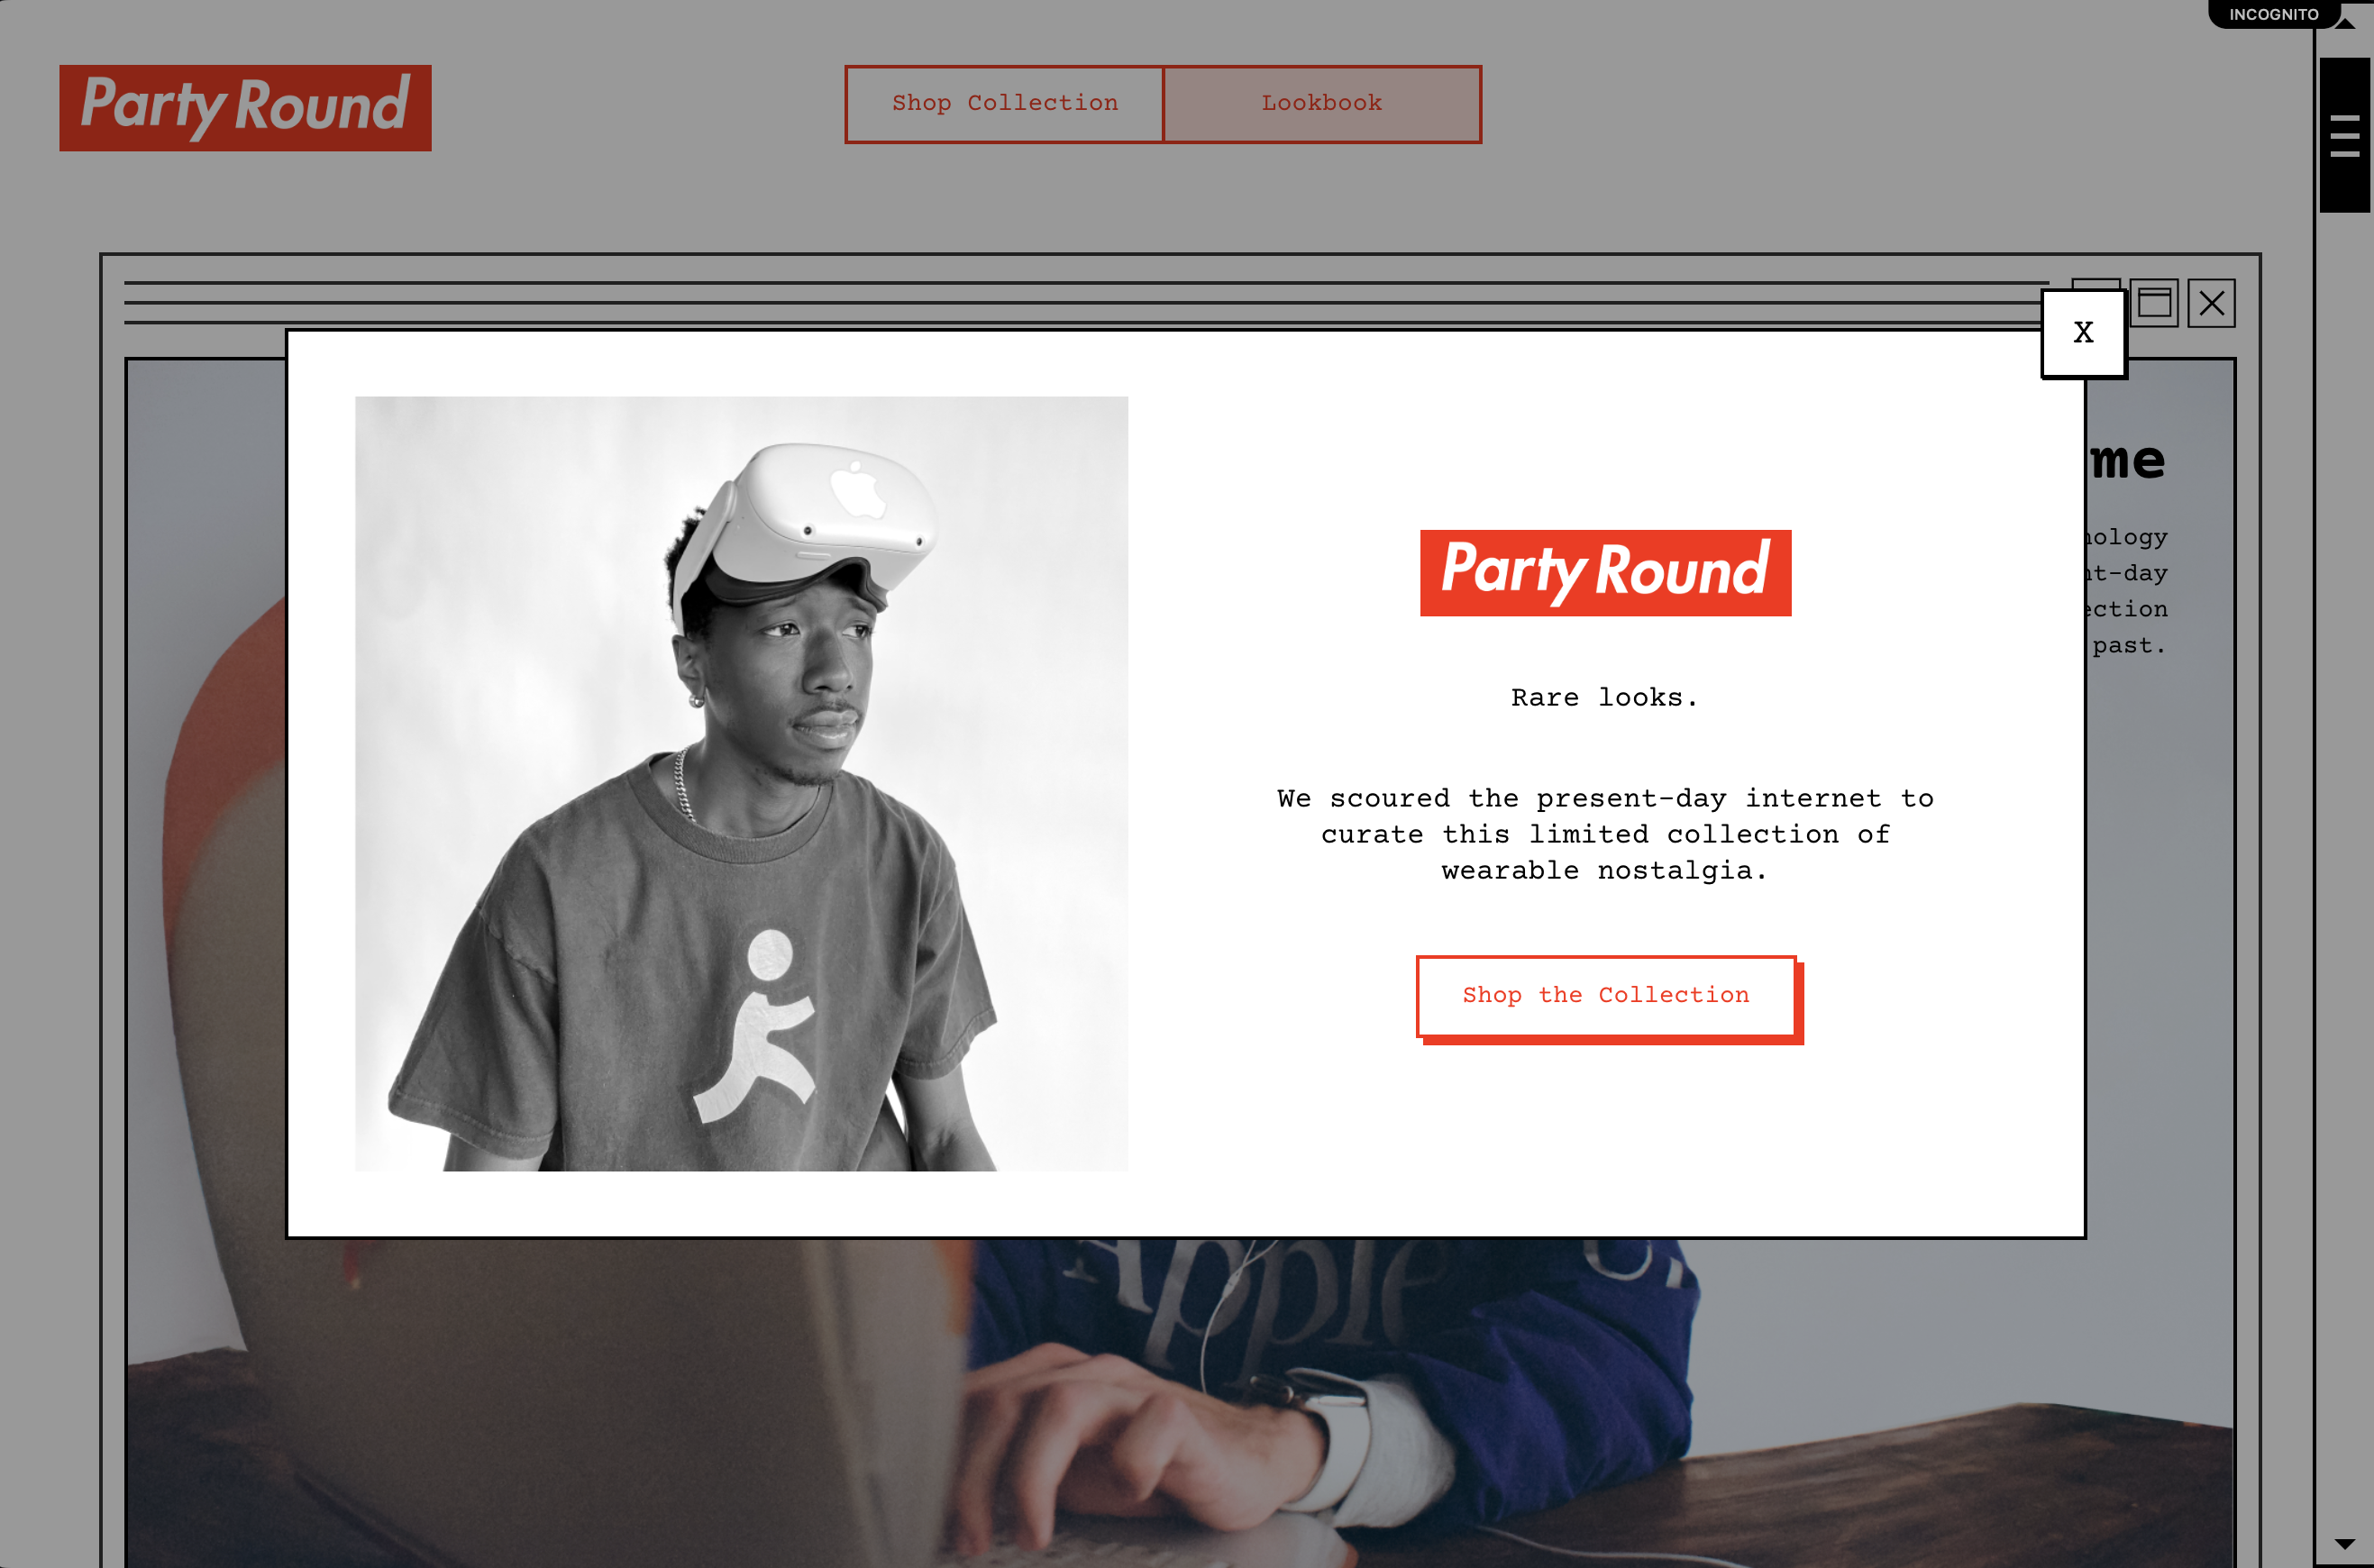 INCOGNITO
Party Round
Shop Collection
Lookbook
X
me
ology
t-day
ection
past.
Party Round
Rare looks.
We scoured the present-day internet to
curate this limited collection of
wearable nostalgia.
Shop the Collection
Apple